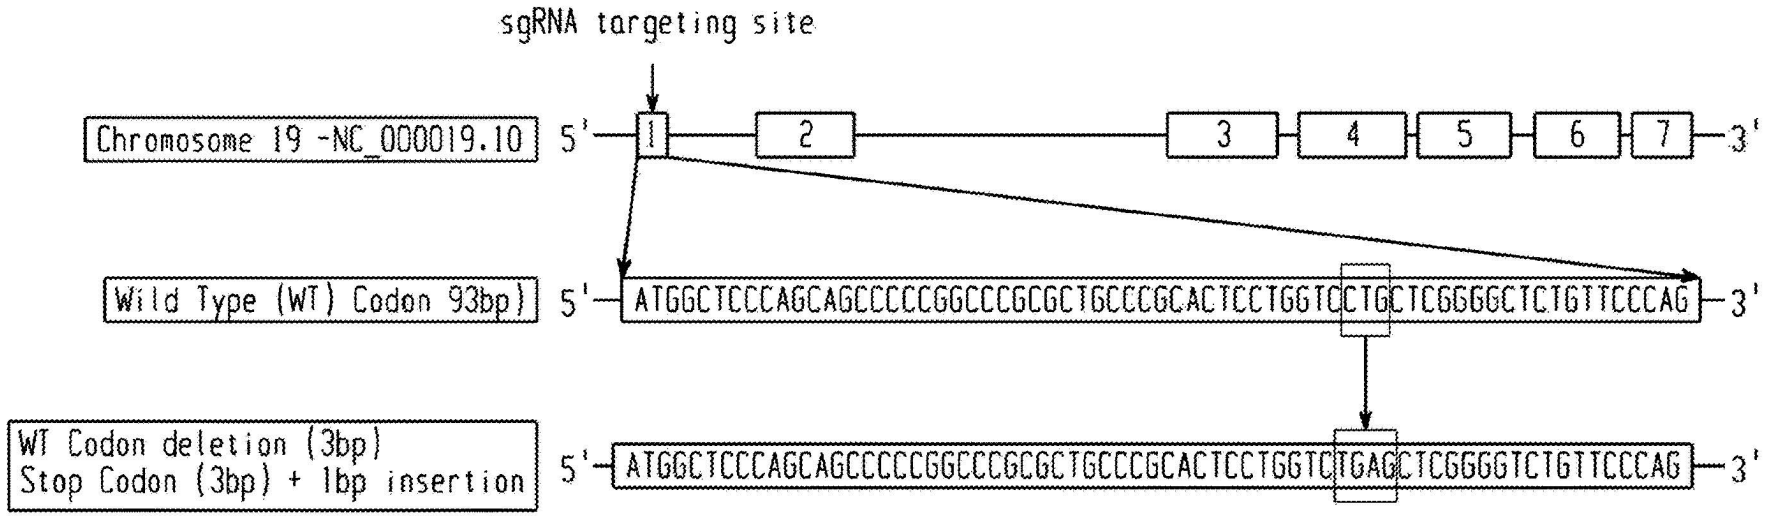 sgRNA targeting site
Chromosome 19 -NC_000019.10
5' 1 2 3 4 5 6 7 3'
Wild Type (WT) Codon 93bp)
5' ATGGCTCCCAGCAGCCCCCGGCCCGCGCTGCCCGCACTCCTGGTCCTGCTCGGGGCTCTGTTCCCAG 3'
WT Codon deletion (3bp)
Stop Codon (3bp) + 1bp insertion
5' ATGGCTCCCAGCAGCCCCCGGCCCGCGCTGCCCGCACTCCTGGTCTGAGCTCGGGGTCTGTTCCCAG 3'